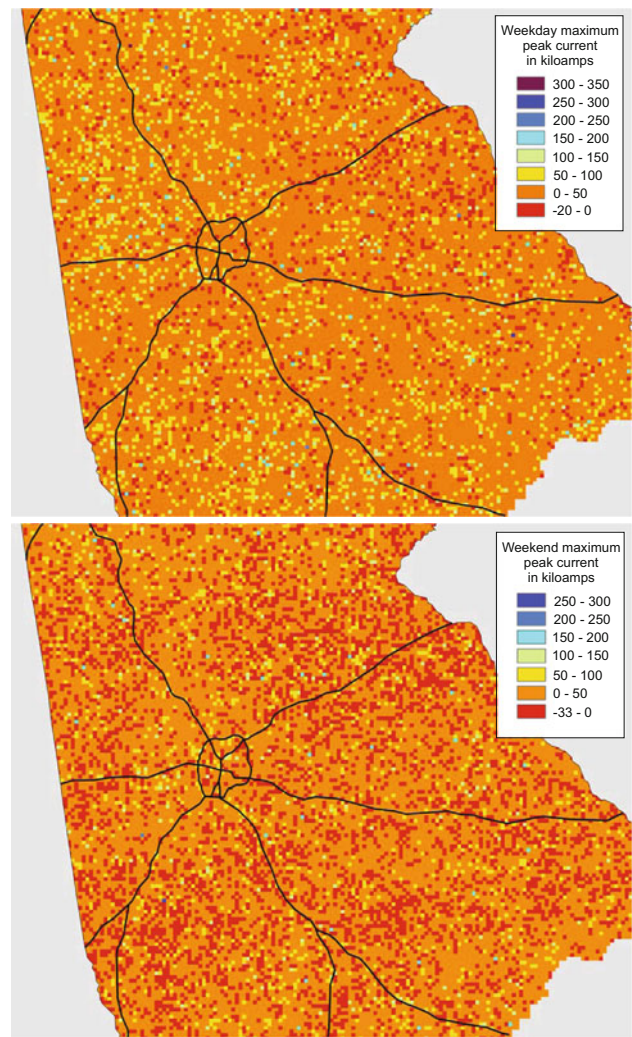 Weekday maximum
peak current
in kiloamps
300 - 350
250 - 300
200 - 250
150 - 200
100 - 150
50 - 100
0 - 50
-20 - 0
Weekend maximum
peak current
in kiloamps
250 - 300
200 - 250
150 - 200
100 - 150
50 - 100
0 - 50
-33 - 0